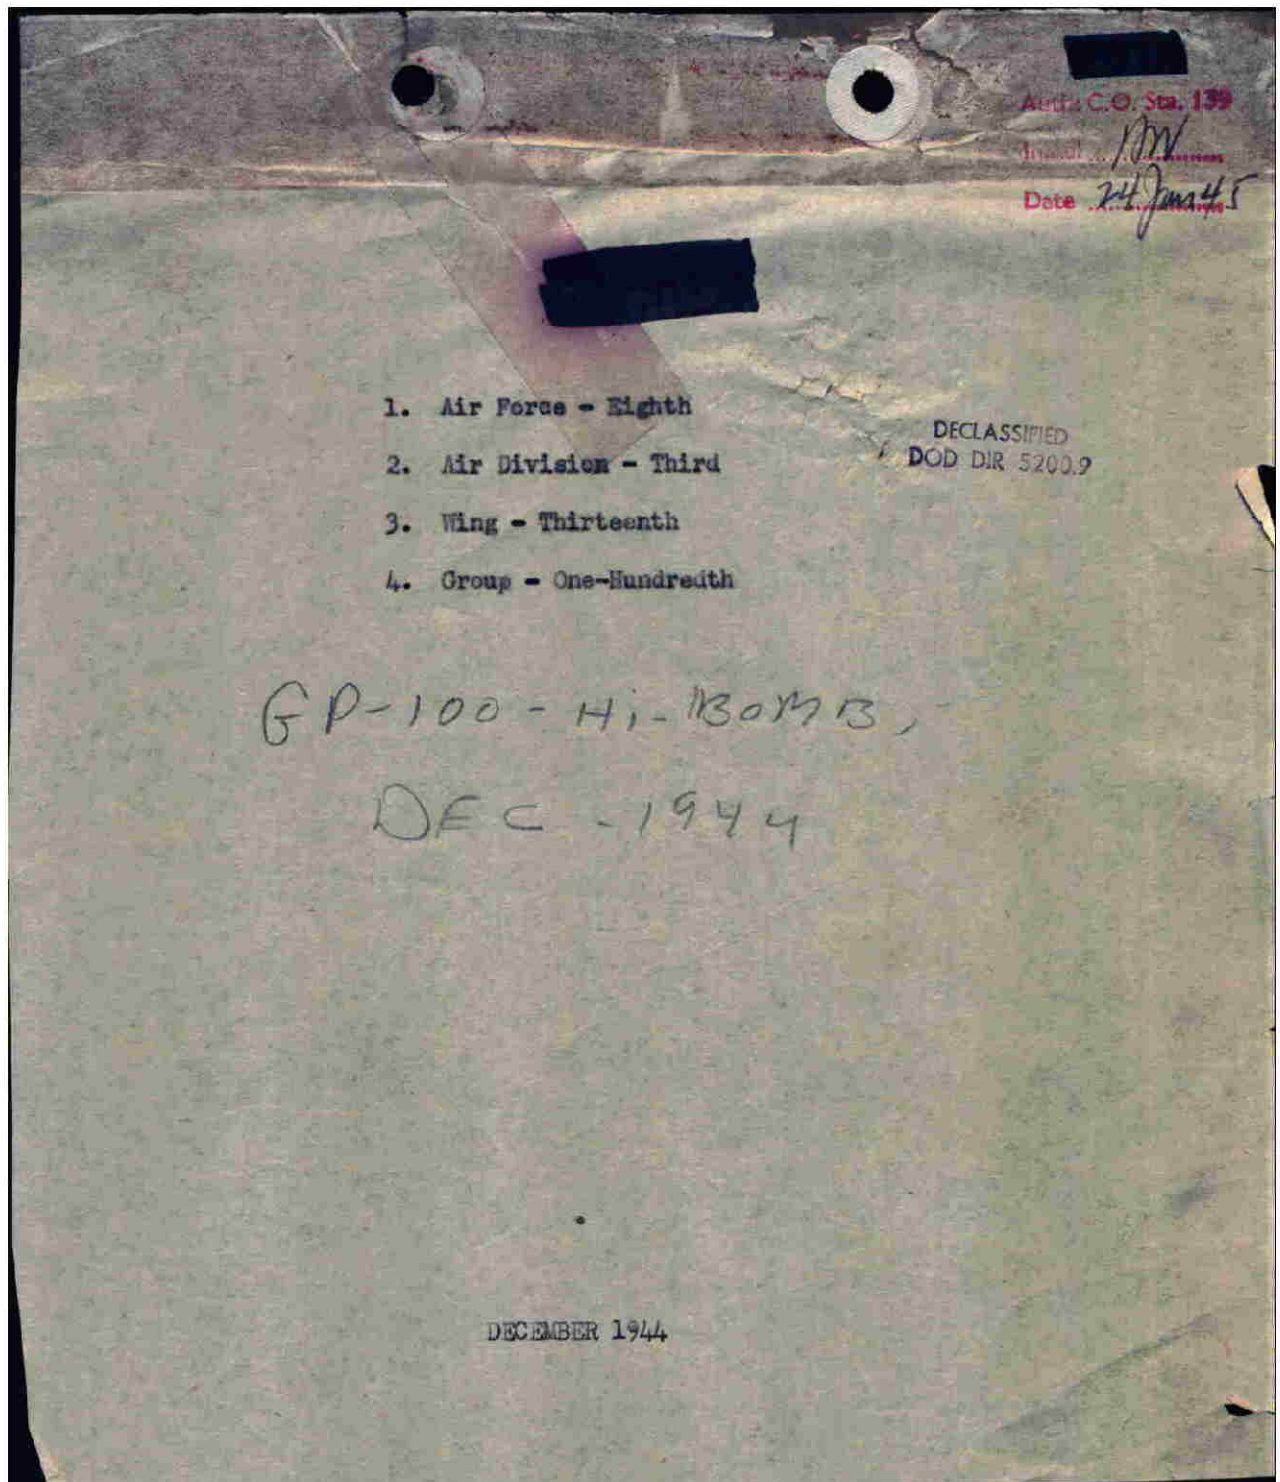 Auth: C.O. Sta. 139
Initial
Date 24 Jan 45
1. Air Force - Eighth
2. Air Division - Third
3. Wing - Thirteenth
4. Group - One-Hundredth
DECLASSIFIED
DOD DIR 5200.9
GP-100-Hi-BOMB,
DEC - 1944
DECEMBER 1944